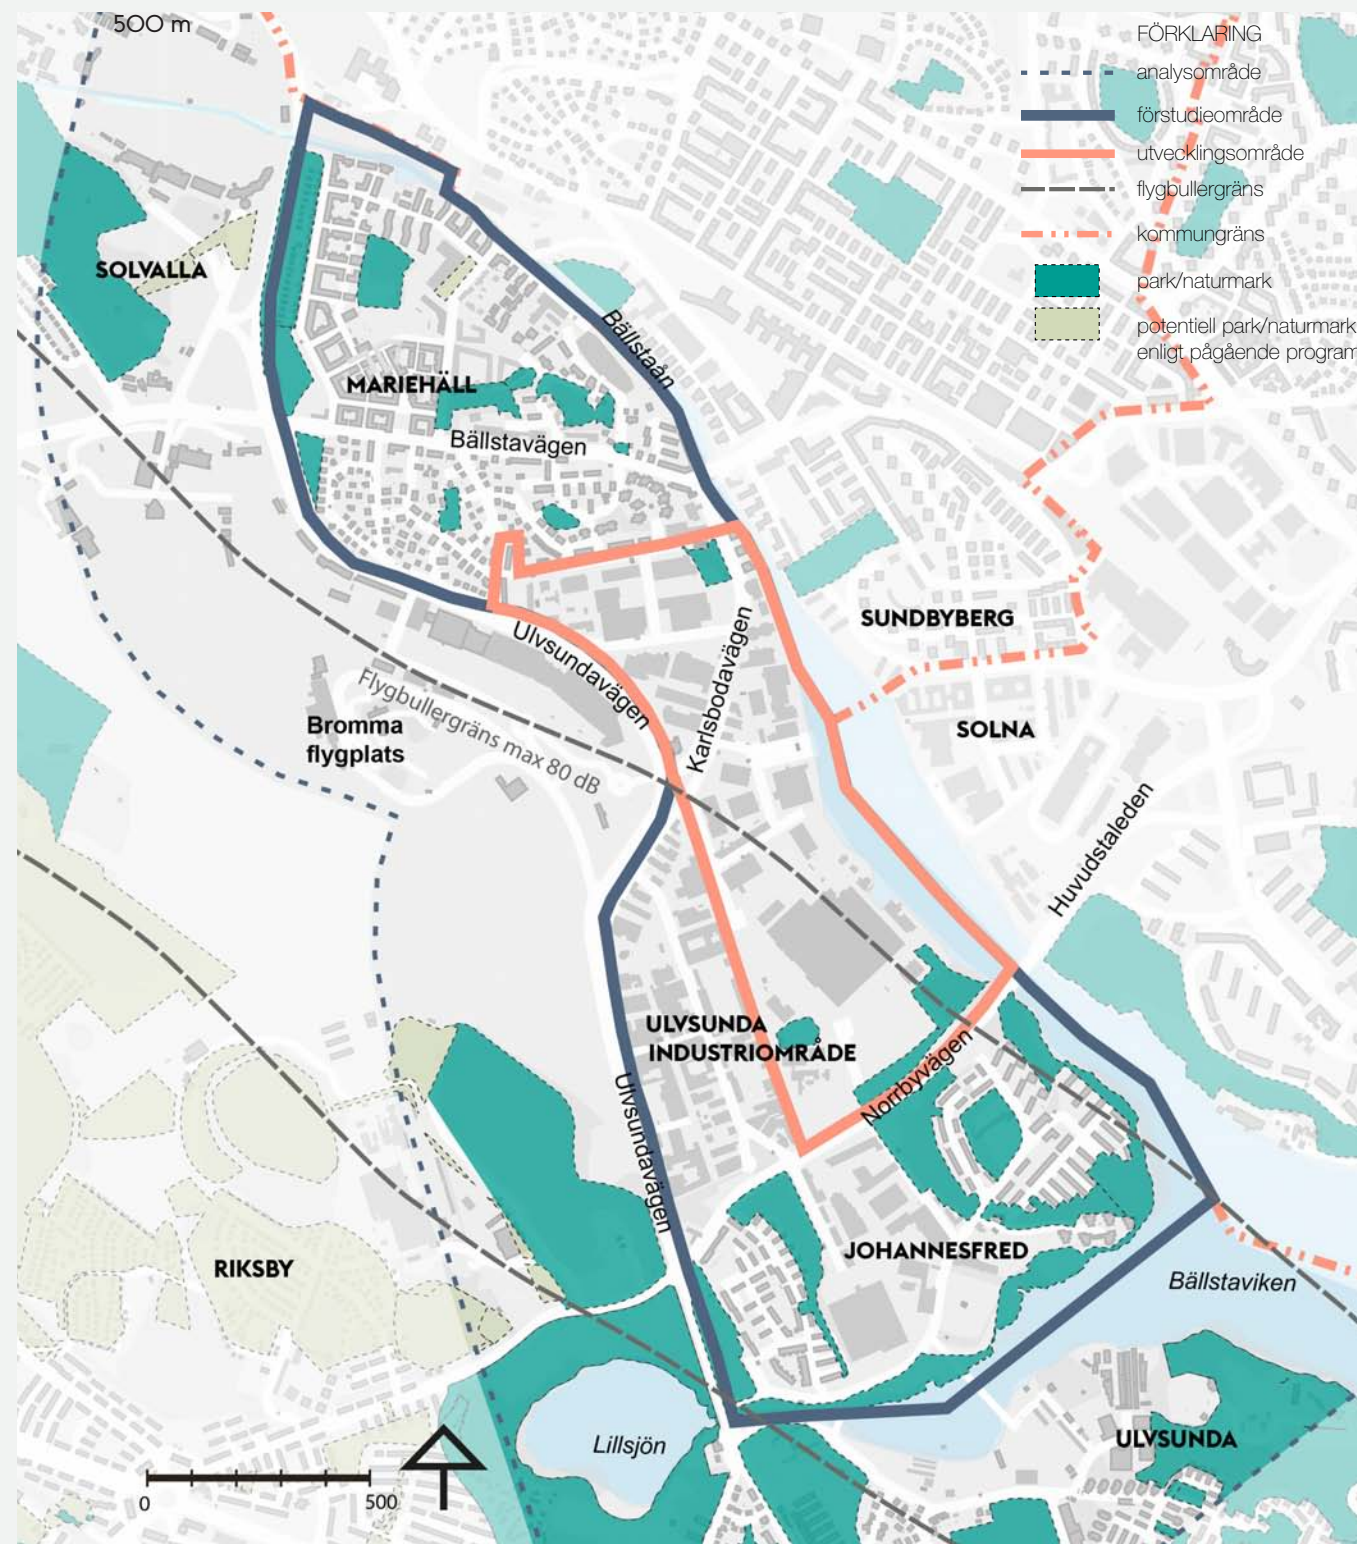 500 m
FÖRKLARING
analysområde
förstudieområde
utvecklingsområde
flygbullergräns
kommungräns
park/naturmark
potentiell park/naturmark
enligt pågående program
SOLVALLA
MARIEHÄLL
Bällstaån
Bällstavägen
SUNDBYBERG
Ulvsundavägen
Karlsbodavägen
Flygbullergräns max 80 dB
Bromma
flygplats
SOLNA
Huvudstaleden
ULVSUNDA
INDUSTRIOMRÅDE
Norrbyvägen
Ulvsundavägen
JOHANNESFRED
RIKSBY
Bällstaviken
Lillsjön
ULVSUNDA
0
500